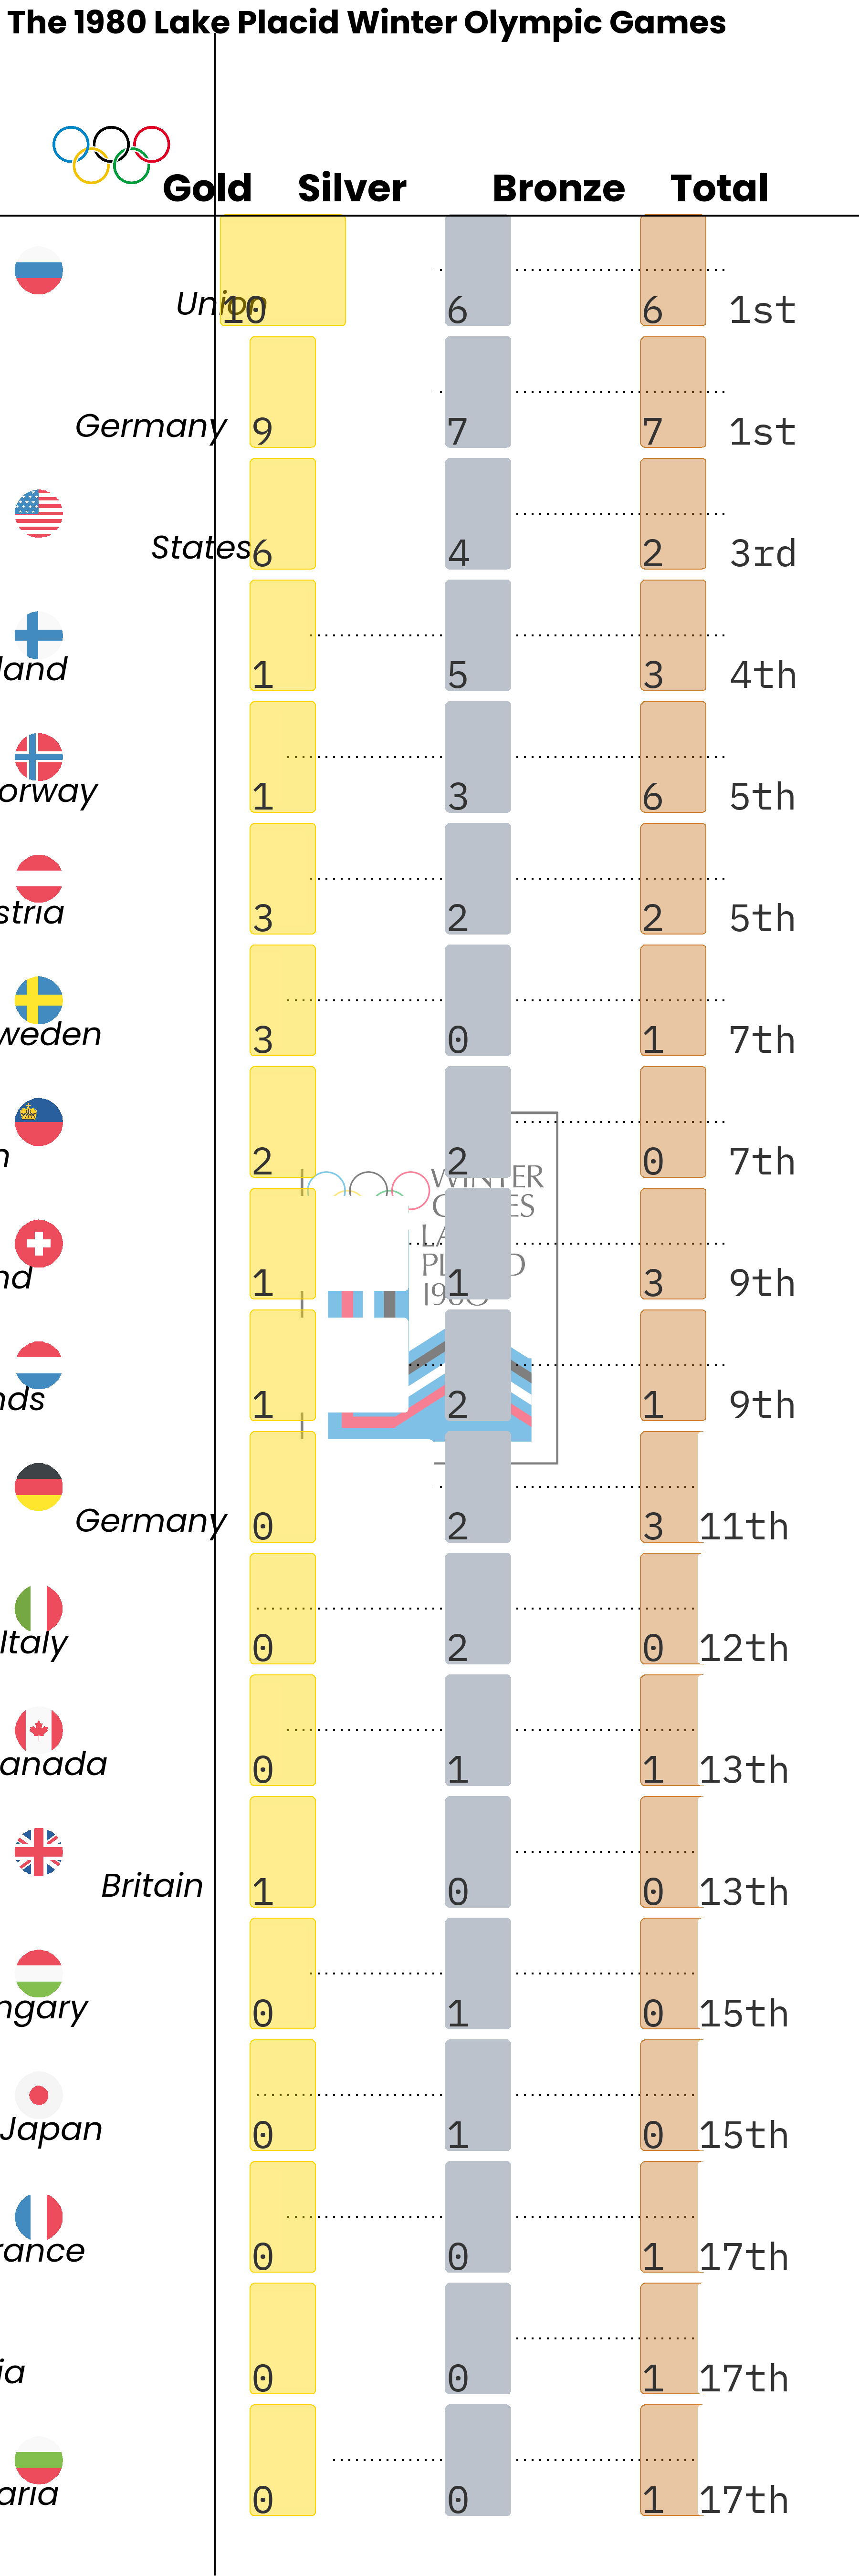 The 1980 Lake Placid Winter Olympic Games
Gold Silver Bronze Total
Union 10 6 6 1st
Germany 9 7 7 1st
States 6 4 2 3rd
land 1 5 3 4th
orway 1 3 6 5th
stria 3 2 2 5th
weden 3 0 1 7th
n 2 2 0 7th
WINTER
nd 1 1 3 9th
nds 1 2 1 9th
Germany 0 2 3 11th
Italy 0 2 0 12th
anada 0 1 1 13th
Britain 1 0 0 13th
ngary 0 1 0 15th
Japan 0 1 0 15th
rance 0 0 1 17th
ia 0 0 1 17th
aria 0 0 1 17th